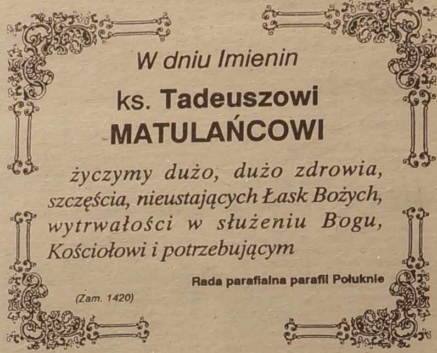 W dniu Imienin
ks. Tadeuszowi
MATULAŃCOWI
życzymy dużo, dużo zdrowia,
szczęścia, nieustających Łask Bożych,
wytrwałości w służeniu Bogu,
Kościołowi i potrzebującym
Rada parafialna parafii Połuknie
(Zam. 1420)